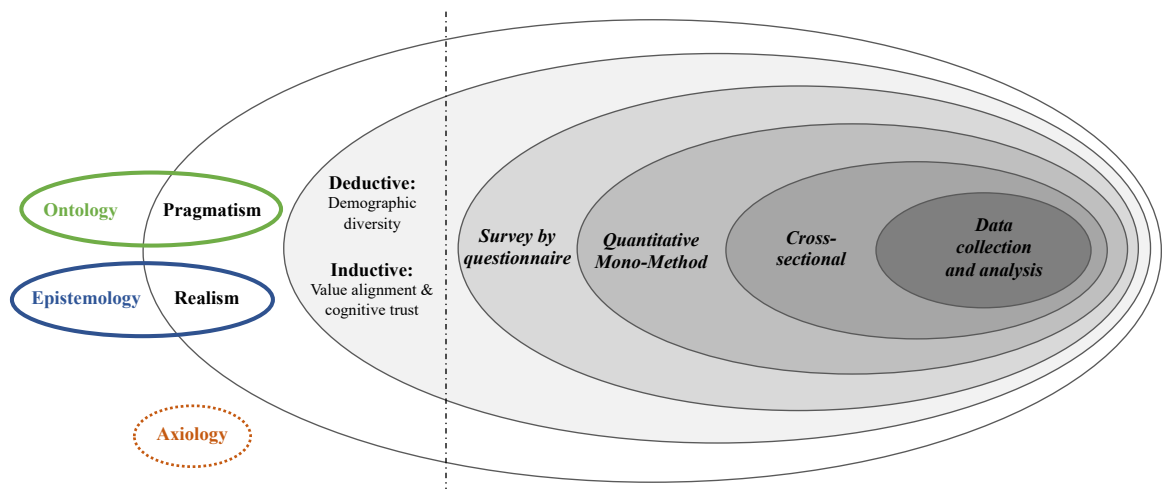 Ontology
Pragmatism
Epistemology
Realism
Axiology
Deductive:
Demographic
diversity
Inductive:
Value alignment &
cognitive trust
Survey by
questionnaire
Quantitative
Mono-Method
Cross-
sectional
Data
collection
and analysis